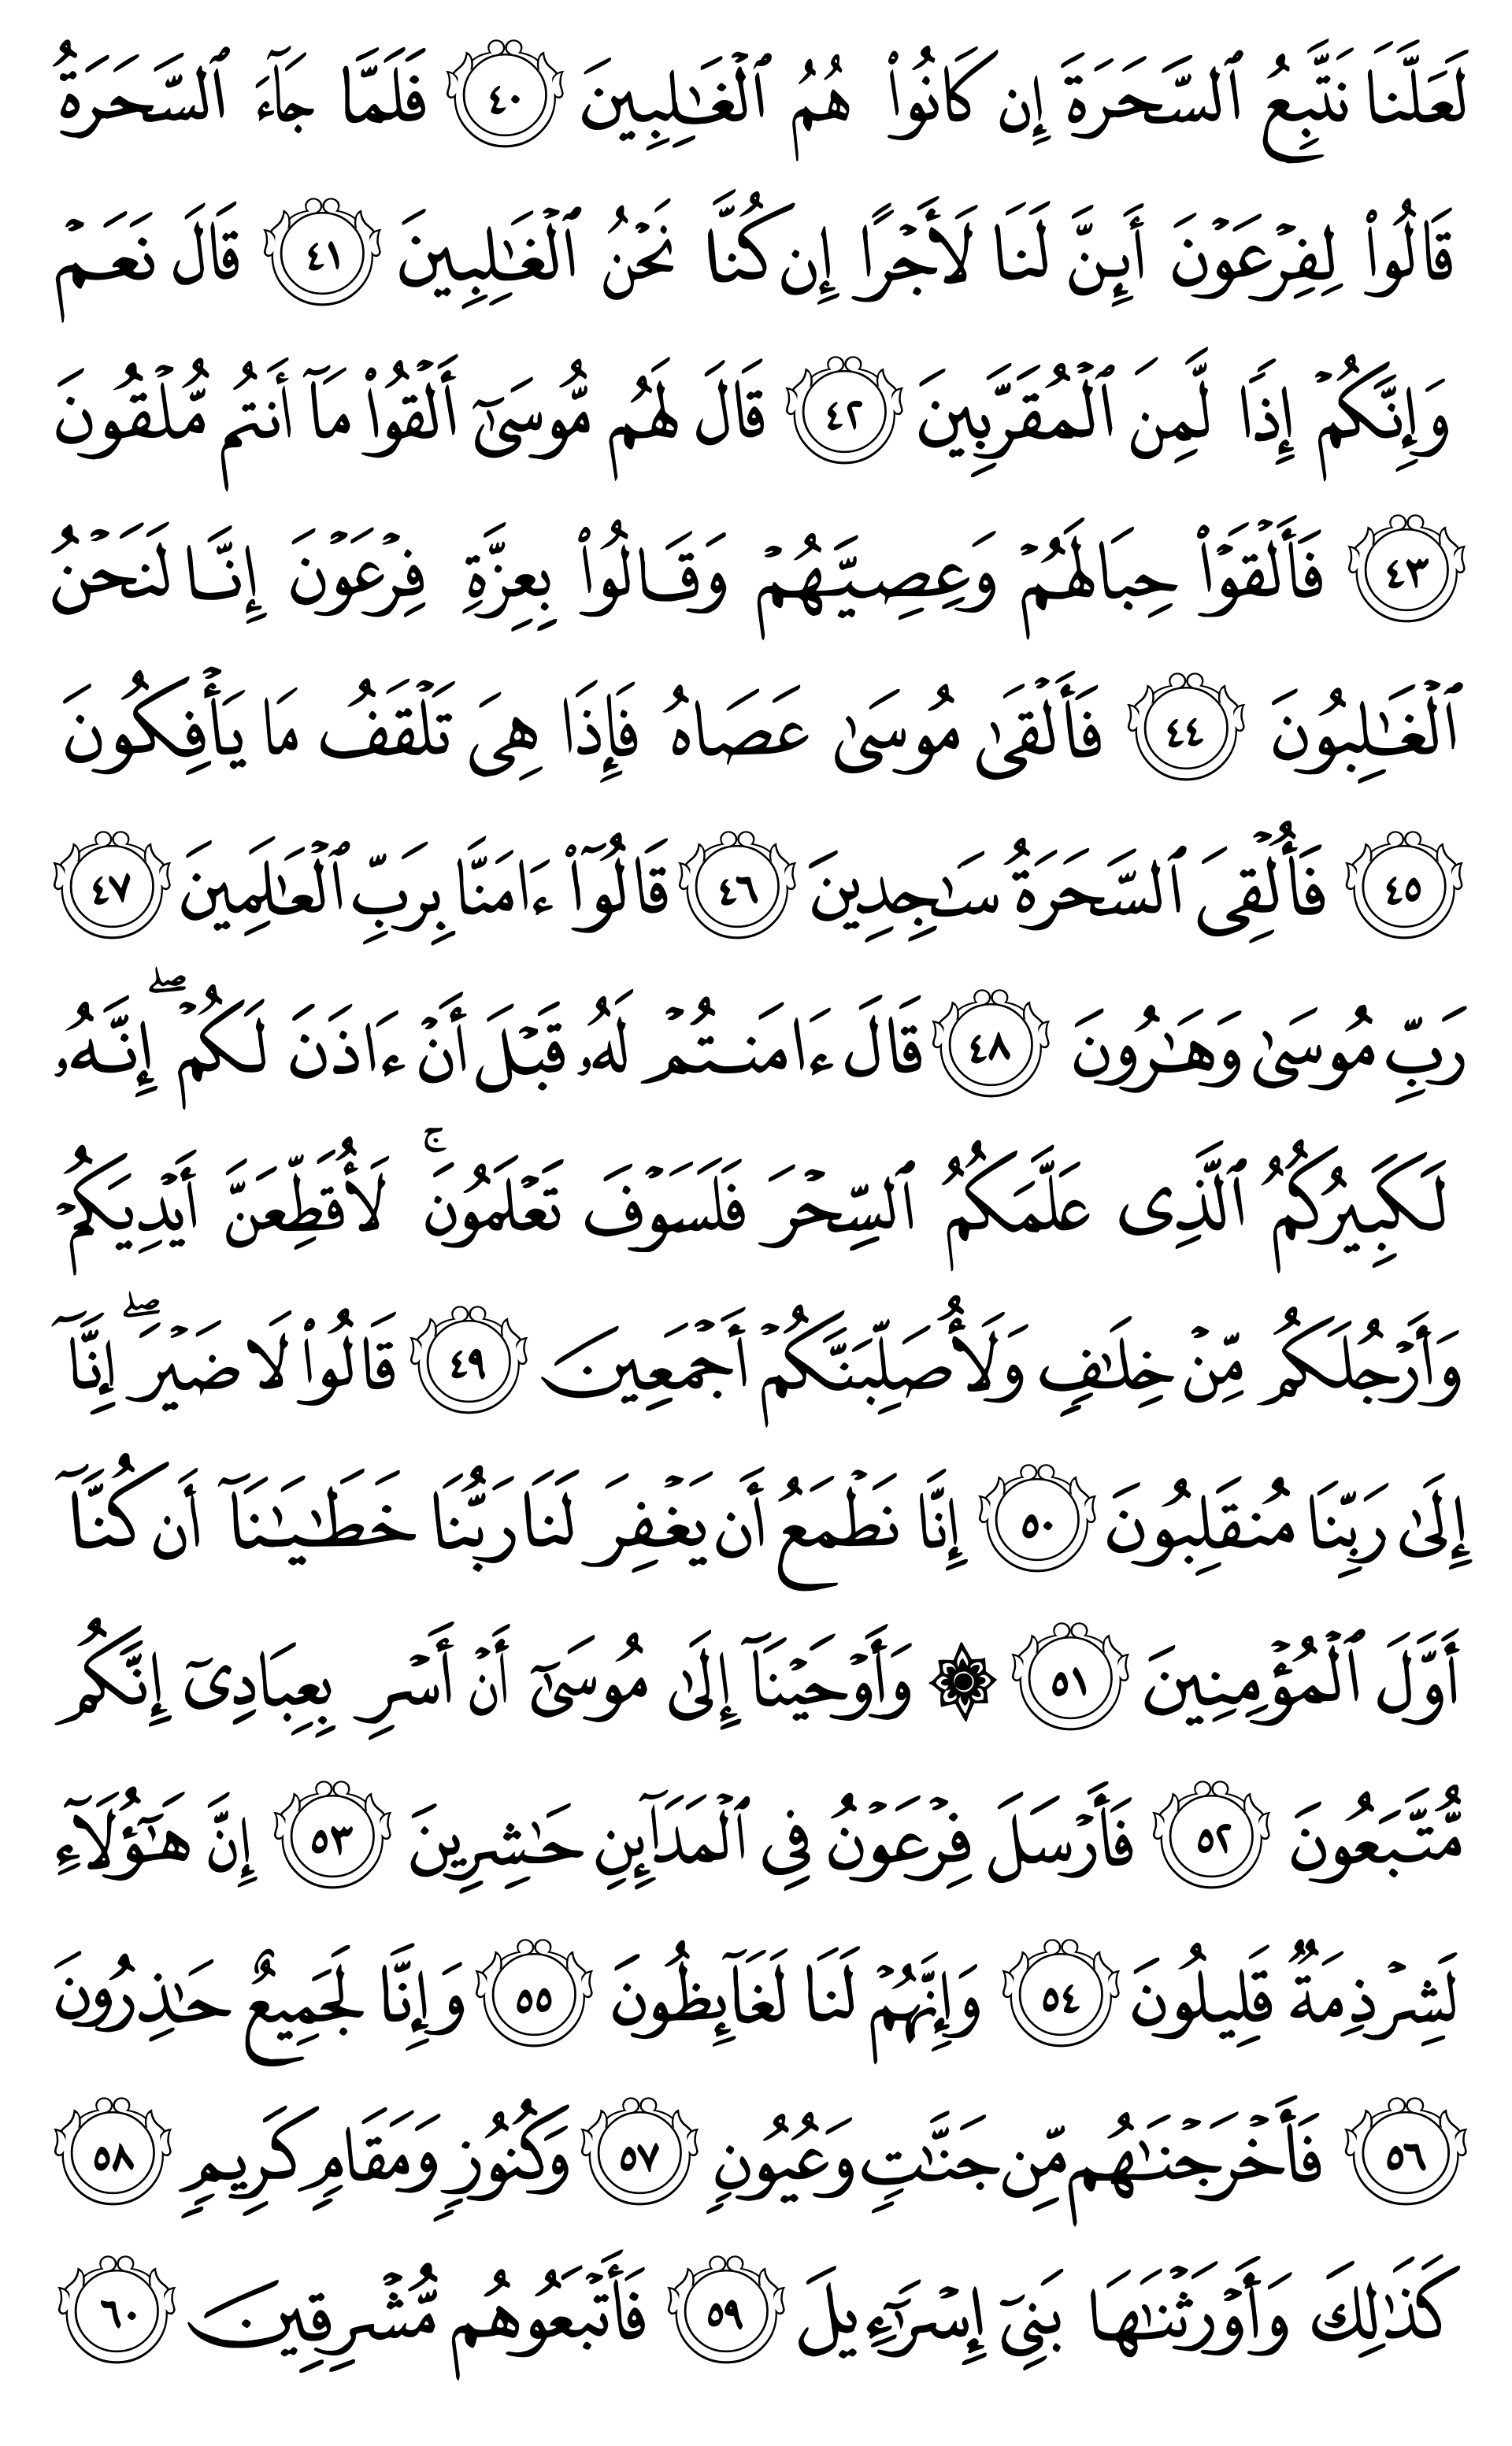 لَعَلَّنَا نَتَّبِعُ ٱلسَّحَرَةَ إِن كَانُوا۟ هُمُ ٱلْغَـٰلِبِينَ ٤٠ فَلَمَّا جَآءَ ٱلسَّحَرَةُ
قَالُوا۟ لِفِرْعَوْنَ أَئِنَّ لَنَا لَأَجْرًا إِن كُنَّا نَحْنُ ٱلْغَـٰلِبِينَ ٤١ قَالَ نَعَمْ
وَإِنَّكُمْ إِذًا لَّمِنَ ٱلْمُقَرَّبِينَ ٤٢ قَالَ لَهُم مُّوسَىٰٓ أَلْقُوا۟ مَآ أَنتُم مُّلْقُونَ
٤٣ فَأَلْقَوْا۟ حِبَالَهُمْ وَعِصِيَّهُمْ وَقَالُوا۟ بِعِزَّةِ فِرْعَوْنَ إِنَّا لَنَحْنُ
ٱلْغَـٰلِبُونَ ٤٤ فَأَلْقَىٰ مُوسَىٰ عَصَاهُ فَإِذَا هِىَ تَلْقَفُ مَا يَأْفِكُونَ
٤٥ فَأُلْقِىَ ٱلسَّحَرَةُ سَـٰجِدِينَ ٤٦ قَالُوٓا۟ ءَامَنَّا بِرَبِّ ٱلْعَـٰلَمِينَ ٤٧
رَبِّ مُوسَىٰ وَهَـٰرُونَ ٤٨ قَالَ ءَامَنتُمْ لَهُۥ قَبْلَ أَنْ ءَاذَنَ لَكُمْ ۖ إِنَّهُۥ
لَكَبِيرُكُمُ ٱلَّذِى عَلَّمَكُمُ ٱلسِّحْرَ فَلَسَوْفَ تَعْلَمُونَ ۚ لَأُقَطِّعَنَّ أَيْدِيَكُمْ
وَأَرْجُلَكُم مِّنْ خِلَـٰفٍ وَلَأُصَلِّبَنَّكُمْ أَجْمَعِينَ ٤٩ قَالُوا۟ لَا ضَيْرَ ۖ إِنَّآ
إِلَىٰ رَبِّنَا مُنقَلِبُونَ ٥٠ إِنَّا نَطْمَعُ أَن يَغْفِرَ لَنَا رَبُّنَا خَطَـٰيَـٰنَآ أَن كُنَّآ
أَوَّلَ ٱلْمُؤْمِنِينَ ٥١ ۞ وَأَوْحَيْنَآ إِلَىٰ مُوسَىٰٓ أَنْ أَسْرِ بِعِبَادِىٓ إِنَّكُم
مُّتَّبَعُونَ ٥٢ فَأَرْسَلَ فِرْعَوْنُ فِى ٱلْمَدَآئِنِ حَـٰشِرِينَ ٥٣ إِنَّ هَـٰٓؤُلَآءِ
لَشِرْذِمَةٌ قَلِيلُونَ ٥٤ وَإِنَّهُمْ لَنَا لَغَآئِظُونَ ٥٥ وَإِنَّا لَجَمِيعٌ حَـٰذِرُونَ
٥٦ فَأَخْرَجْنَـٰهُم مِّن جَنَّـٰتٍ وَعُيُونٍ ٥٧ وَكُنُوزٍ وَمَقَامٍ كَرِيمٍ ٥٨
كَذَٰلِكَ وَأَوْرَثْنَـٰهَا بَنِىٓ إِسْرَٰٓءِيلَ ٥٩ فَأَتْبَعُوهُم مُّشْرِقِينَ ٦٠